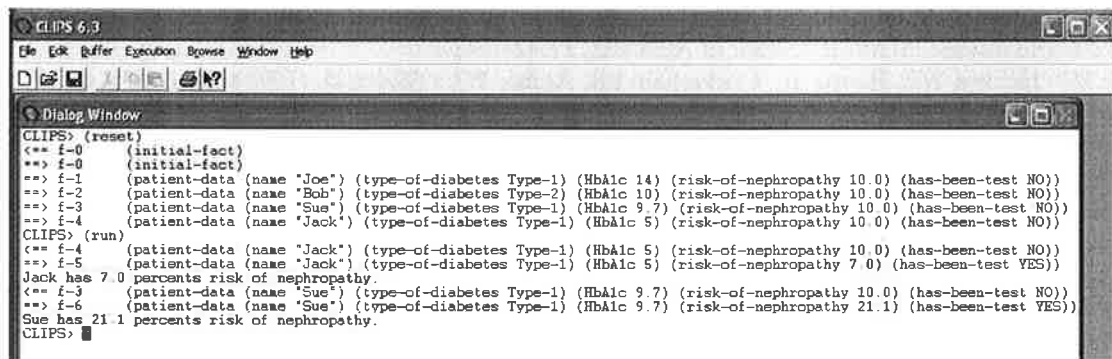 CLIPS 6.3
File Edit Buffer Execution Browse Window Help
Dialog Window
CLIPS> (reset)
<== f-0 (initial-fact)
==> f-0 (initial-fact)
==> f-1 (patient-data (name "Joe") (type-of-diabetes Type-1) (HbA1c 14) (risk-of-nephropathy 10.0) (has-been-test NO))
==> f-2 (patient-data (name "Bob") (type-of-diabetes Type-2) (HbA1c 10) (risk-of-nephropathy 10.0) (has-been-test NO))
==> f-3 (patient-data (name "Sue") (type-of-diabetes Type-1) (HbA1c 9.7) (risk-of-nephropathy 10.0) (has-been-test NO))
==> f-4 (patient-data (name "Jack") (type-of-diabetes Type-1) (HbA1c 5) (risk-of-nephropathy 10.0) (has-been-test NO))
CLIPS> (run)
<== f-4 (patient-data (name "Jack") (type-of-diabetes Type-1) (HbA1c 5) (risk-of-nephropathy 10.0) (has-been-test NO))
==> f-5 (patient-data (name "Jack") (type-of-diabetes Type-1) (HbA1c 5) (risk-of-nephropathy 7.0) (has-been-test YES))
Jack has 7.0 percents risk of nephropathy.
<== f-3 (patient-data (name "Sue") (type-of-diabetes Type-1) (HbA1c 9.7) (risk-of-nephropathy 10.0) (has-been-test NO))
==> f-6 (patient-data (name "Sue") (type-of-diabetes Type-1) (HbA1c 9.7) (risk-of-nephropathy 21.1) (has-been-test YES))
Sue has 21.1 percents risk of nephropathy.
CLIPS>